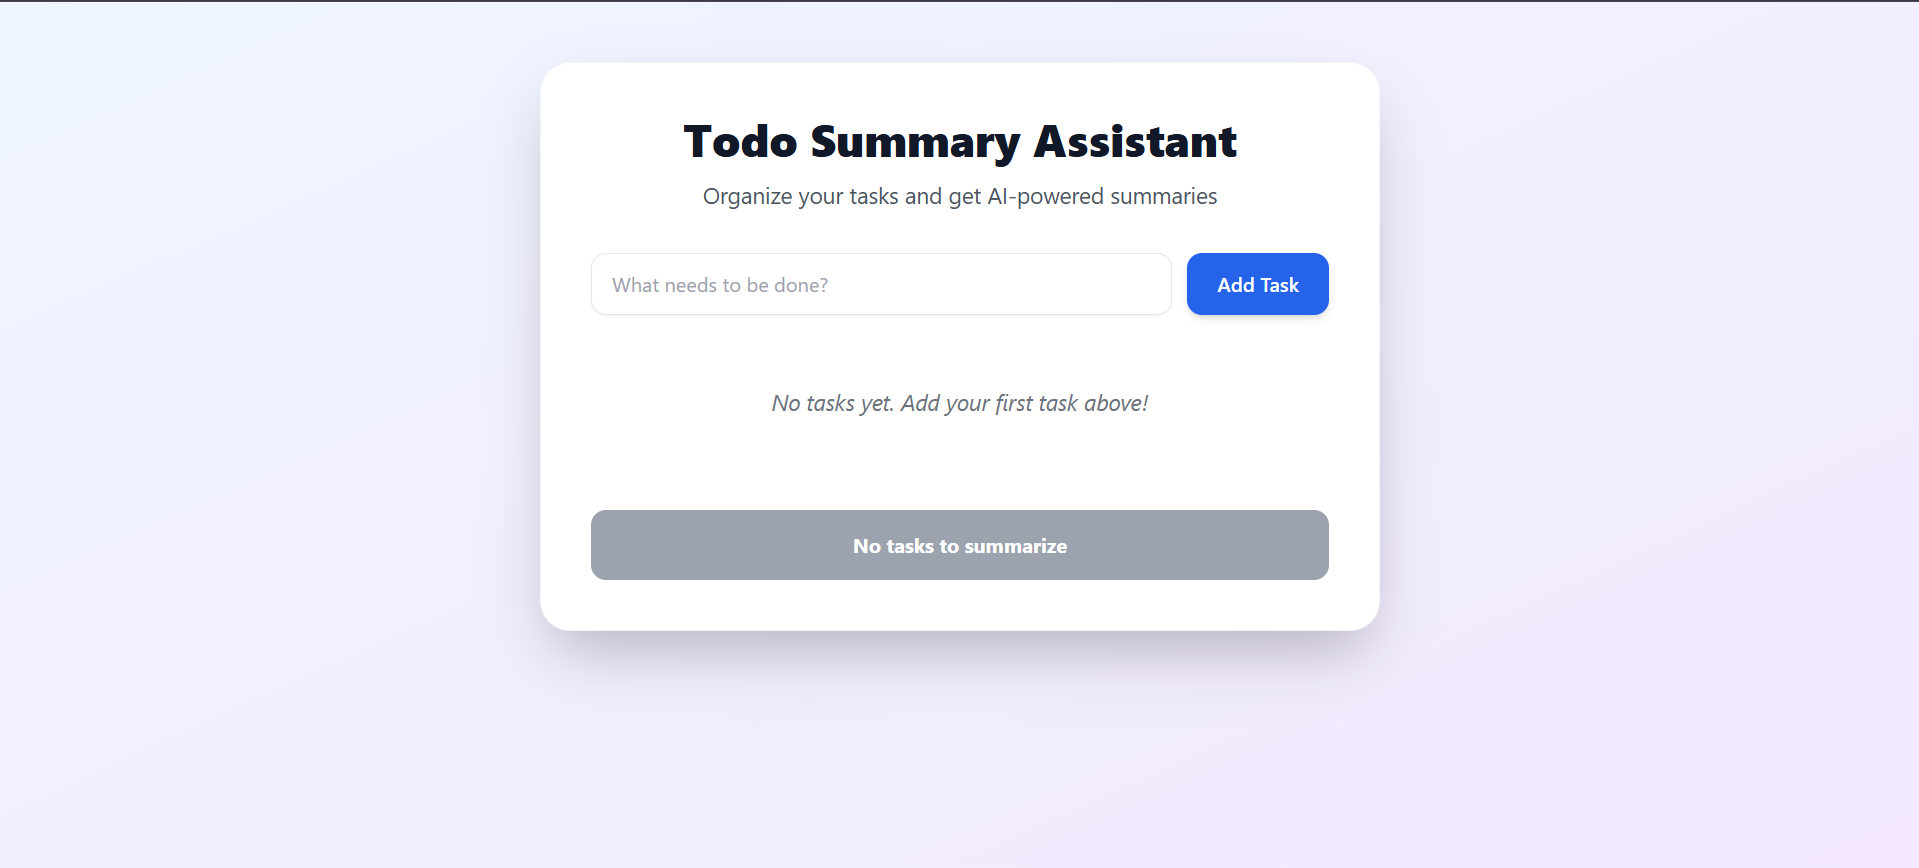 Todo Summary Assistant
Organize your tasks and get AI-powered summaries
What needs to be done?
Add Task
No tasks yet. Add your first task above!
No tasks to summarize